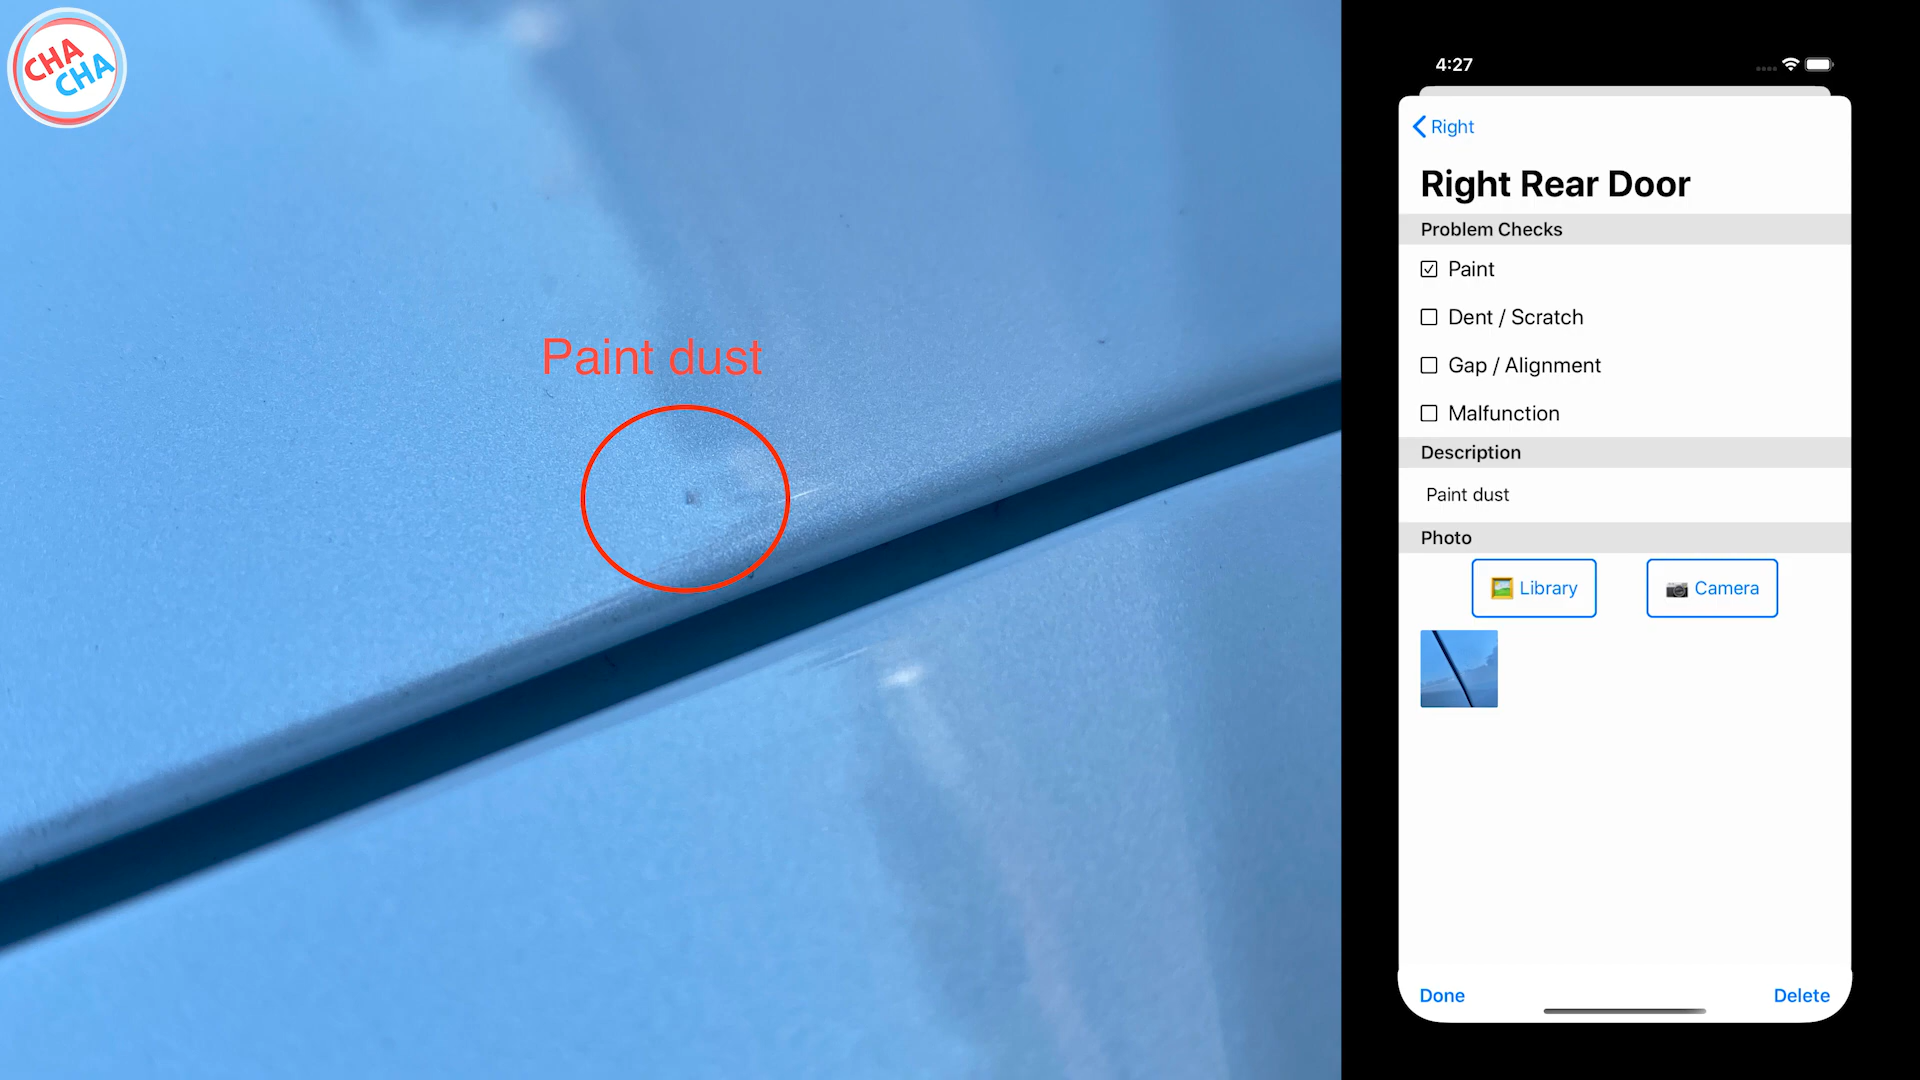 CHA
CHA
Paint dust
4:27
Right
Right Rear Door
Problem Checks
Paint
Dent / Scratch
Gap / Alignment
Malfunction
Description
Paint dust
Photo
Library
Camera
Done
Delete